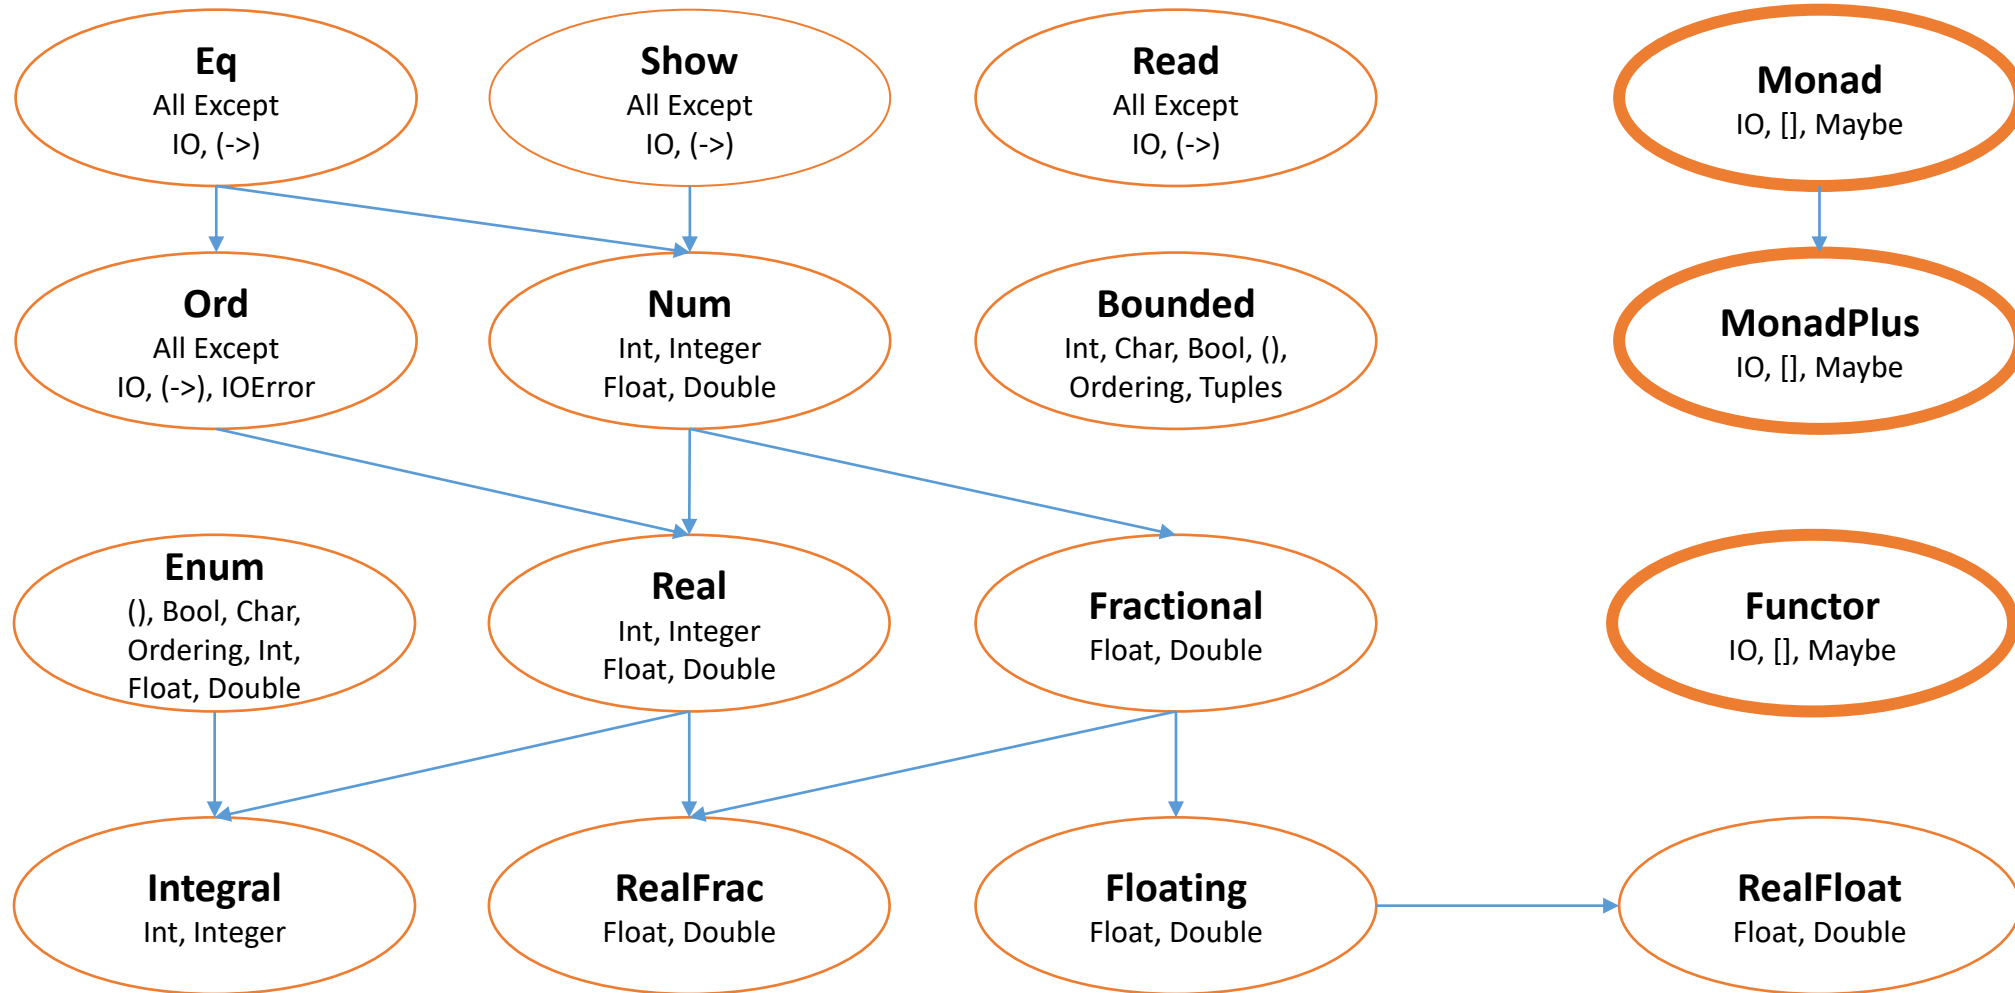 Eq
All Except
IO, (->)
Show
All Except
IO, (->)
Read
All Except
IO, (->)
Monad
IO, [], Maybe
Ord
All Except
IO, (->), IOError
Num
Int, Integer
Float, Double
Bounded
Int, Char, Bool, (),
Ordering, Tuples
MonadPlus
IO, [], Maybe
Enum
(), Bool, Char,
Ordering, Int,
Float, Double
Real
Int, Integer
Float, Double
Fractional
Float, Double
Functor
IO, [], Maybe
Integral
Int, Integer
RealFrac
Float, Double
Floating
Float, Double
RealFloat
Float, Double